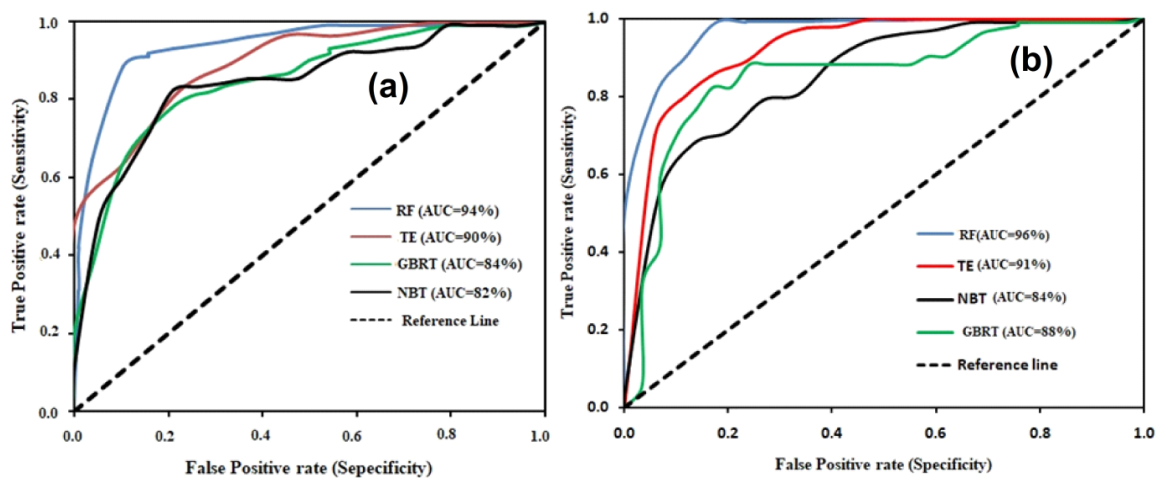 (a)
True Positive rate (Sensitivity)
1.0
0.8
0.6
0.4
0.2
0.0
RF (AUC=94%)
TE (AUC=90%)
GBRT (AUC=84%)
NBT (AUC=82%)
Reference Line
0.0 0.2 0.4 0.6 0.8 1.0
False Positive rate (Sepecificity)
(b)
True Positive rate (Sensitivity)
1.0
0.8
0.6
0.4
0.2
0.0
RF(AUC=96%)
TE (AUC=91%)
NBT (AUC=84%)
GBRT (AUC=88%)
Reference line
0.0 0.2 0.4 0.6 0.8 1.0
False Positive rate (Specificity)